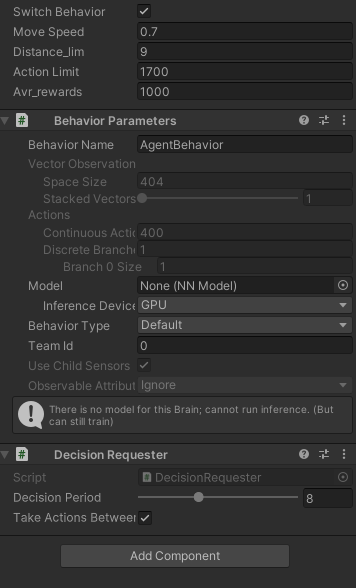 Switch Behavior
Move Speed 0.7
Distance_lim 9
Action Limit 1700
Avr_rewards 1000
# Behavior Parameters
Behavior Name AgentBehavior
Vector Observation
Space Size 404
Stacked Vectors 1
Actions
Continuous Actic 400
Discrete Branche 1
Branch 0 Size 1
Model None (NN Model)
Inference Device GPU
Behavior Type Default
Team Id 0
Use Child Sensors
Observable Attribut Ignore
There is no model for this Brain; cannot run inference. (But
can still train)
# Decision Requester
Script # DecisionRequester
Decision Period 8
Take Actions Between
Add Component